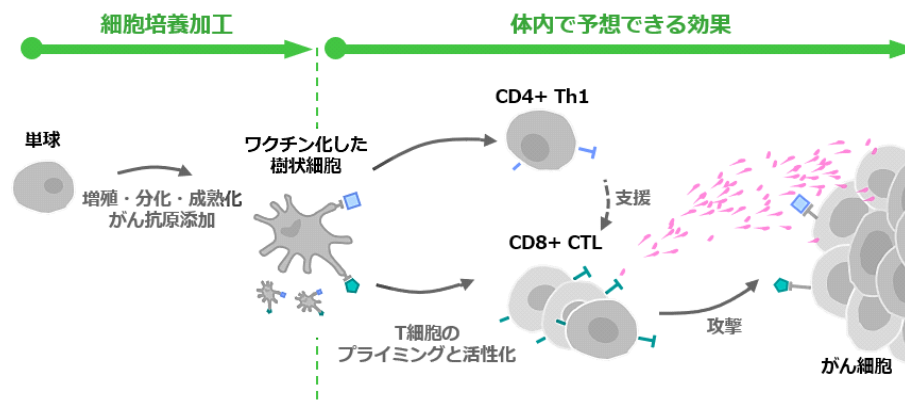 細胞培養加工
体内で予想できる効果
単球
増殖・分化・成熟化
がん抗原添加
ワクチン化した
樹状細胞
CD4+ Th1
支援
CD8+ CTL
T細胞の
プライミングと活性化
攻撃
がん細胞